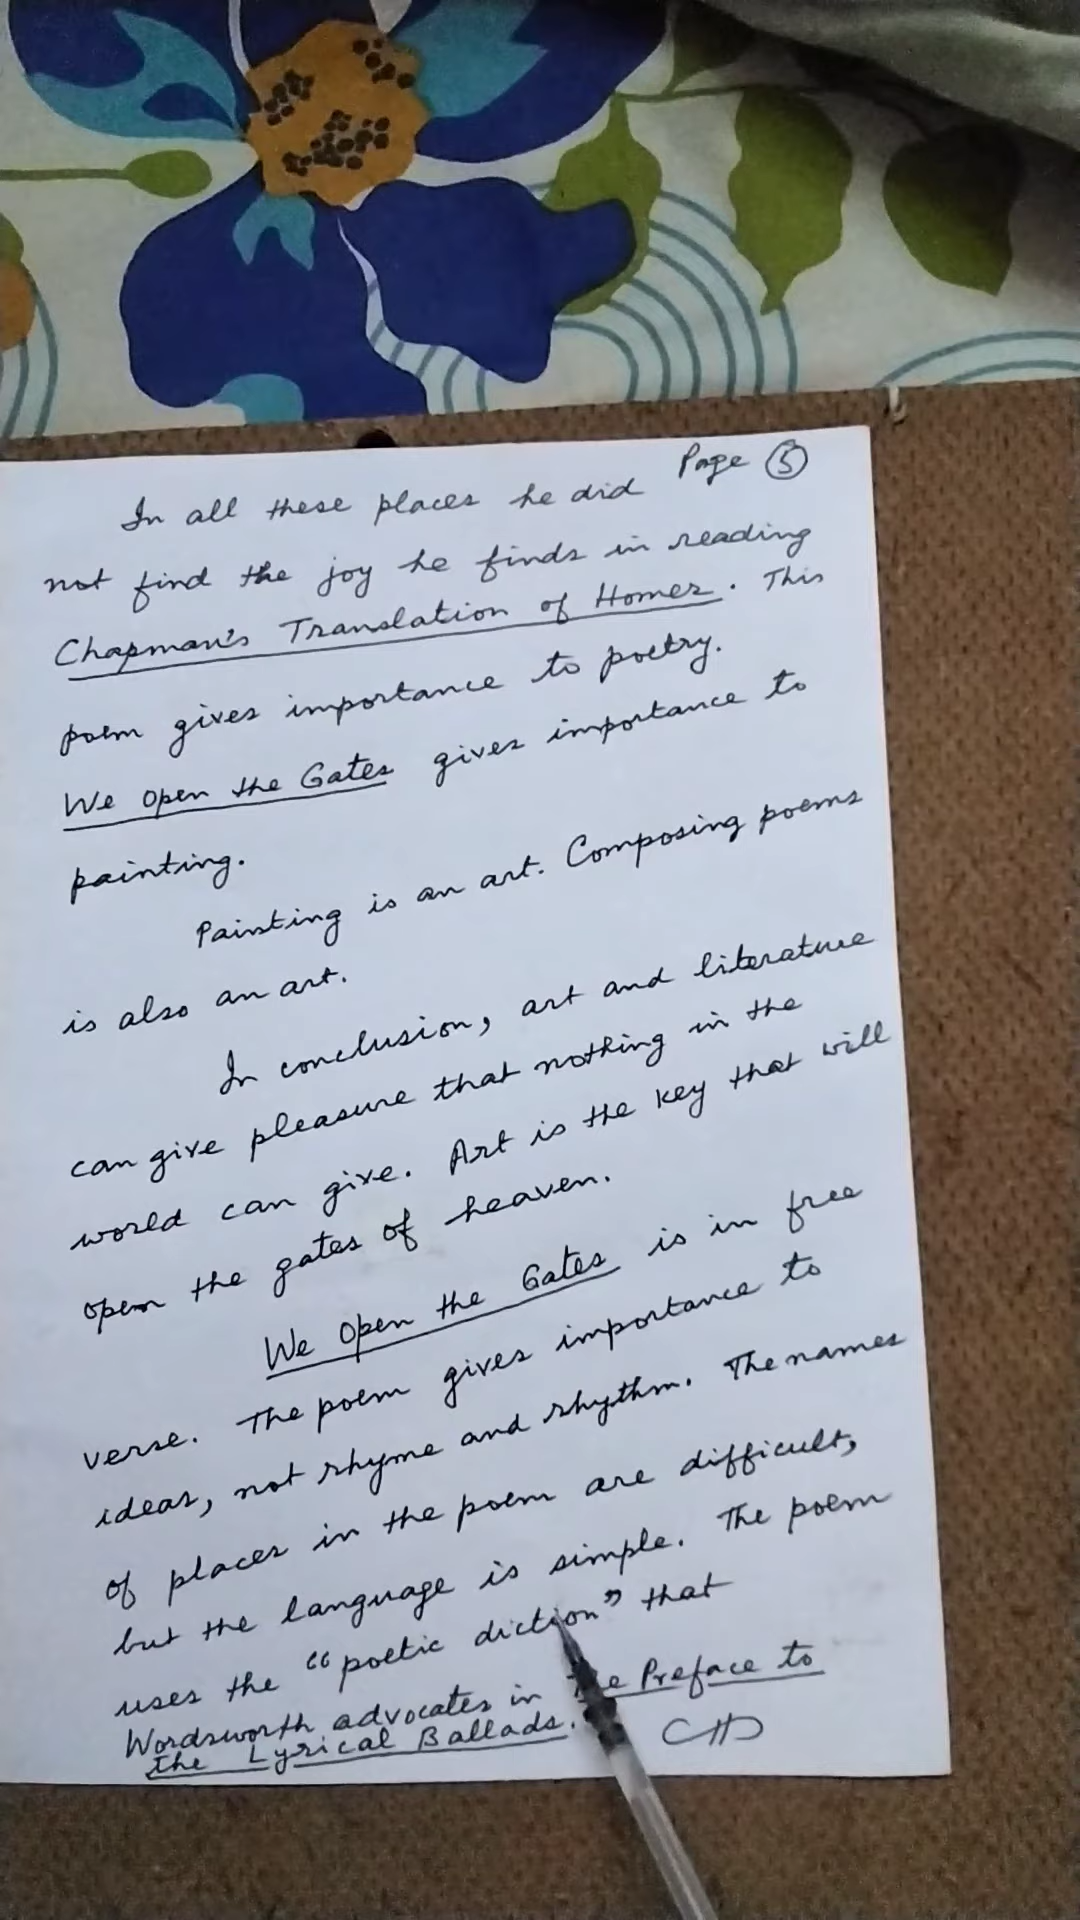 Page 5
In all these places he did
not find the joy he finds in reading
Chapman's Translation of Homer. This
poem gives importance to poetry.
We Open the Gates gives importance to
painting.
Painting is an art. Composing poems
is also an art.
In conclusion, art and literature
can give pleasure that nothing in the
world can give. Art is the key that will
open the gates of heaven.
We Open the Gates is in free
verse. The poem gives importance to
ideas, not rhyme and rhythm. The names
of places in the poem are difficult,
but the language is simple. The poem
uses the "poetic diction" that
Wordsworth advocates in The Preface to
the Lyrical Ballads.